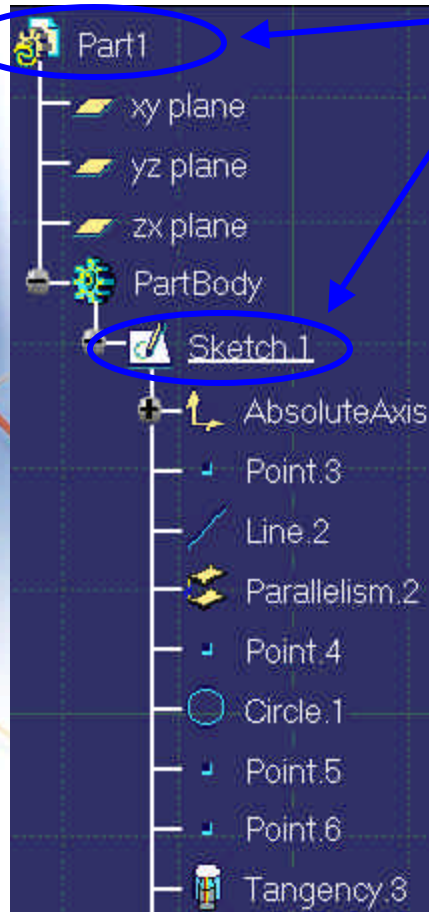 Part1
xy plane
yz plane
zx plane
PartBody
Sketch.1
AbsoluteAxis
Point.3
Line.2
Parallelism.2
Point.4
Circle.1
Point.5
Point.6
Tangency.3